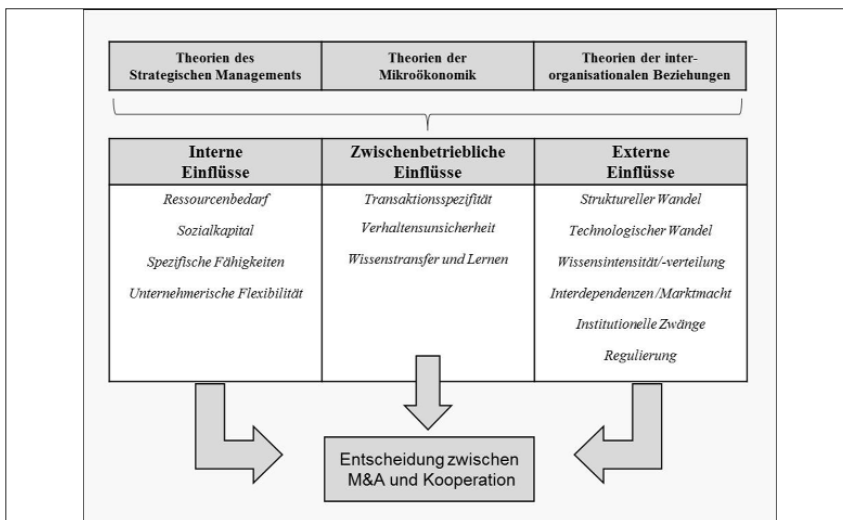 Theorien des
Strategischen Managements
Theorien der
Mikroökonomik
Theorien der inter-
organisationalen Beziehungen
Interne
Einflüsse
Ressourcenbedarf
Sozialkapital
Spezifische Fähigkeiten
Unternehmerische Flexibilität
Zwischenbetriebliche
Einflüsse
Transaktionsspezifität
Verhaltensunsicherheit
Wissenstransfer und Lernen
Externe
Einflüsse
Struktureller Wandel
Technologischer Wandel
Wissensintensität/-verteilung
Interdependenzen/Marktmacht
Institutionelle Zwänge
Regulierung
Entscheidung zwischen
M&A und Kooperation